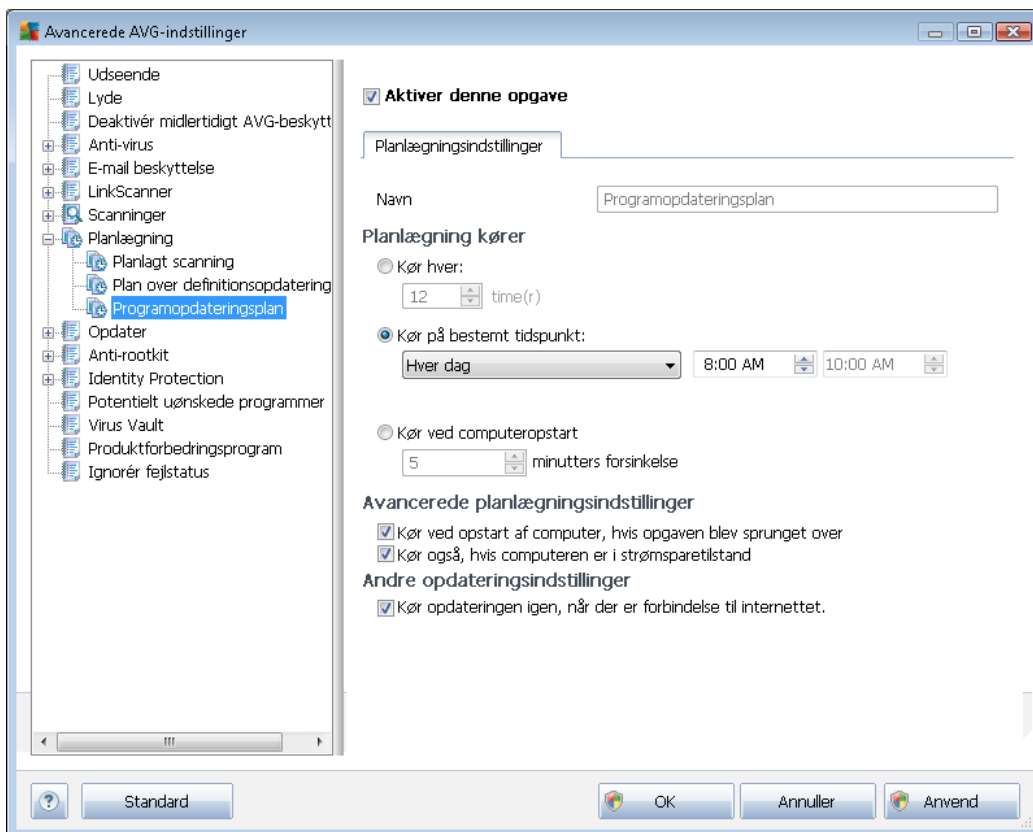 Avancerede AVG-indstillinger
Udseende
Lyde
Deaktivér midlertidigt AVG-beskytt
Anti-virus
E-mail beskyttelse
LinkScanner
Scanninger
Planlægning
Planlagt scanning
Plan over definitionsopdatering
Programopdateringsplan
Opdater
Anti-rootkit
Identity Protection
Potentielt uønskede programmer
Virus Vault
Produktforbedringsprogram
Ignorér fejlstatus
Aktiver denne opgave
Planlægningsindstillinger
Navn Programopdateringsplan
Planlægning kører
Kør hver:
12 time(r)
Kør på bestemt tidspunkt:
Hver dag 8:00 AM 10:00 AM
Kør ved computeropstart
5 minutters forsinkelse
Avancerede planlægningsindstillinger
Kør ved opstart af computer, hvis opgaven blev sprunget over
Kør også, hvis computeren er i strømsparetilstand
Andre opdateringsindstillinger
Kør opdateringen igen, når der er forbindelse til internettet.
? Standard OK Annuller Anvend